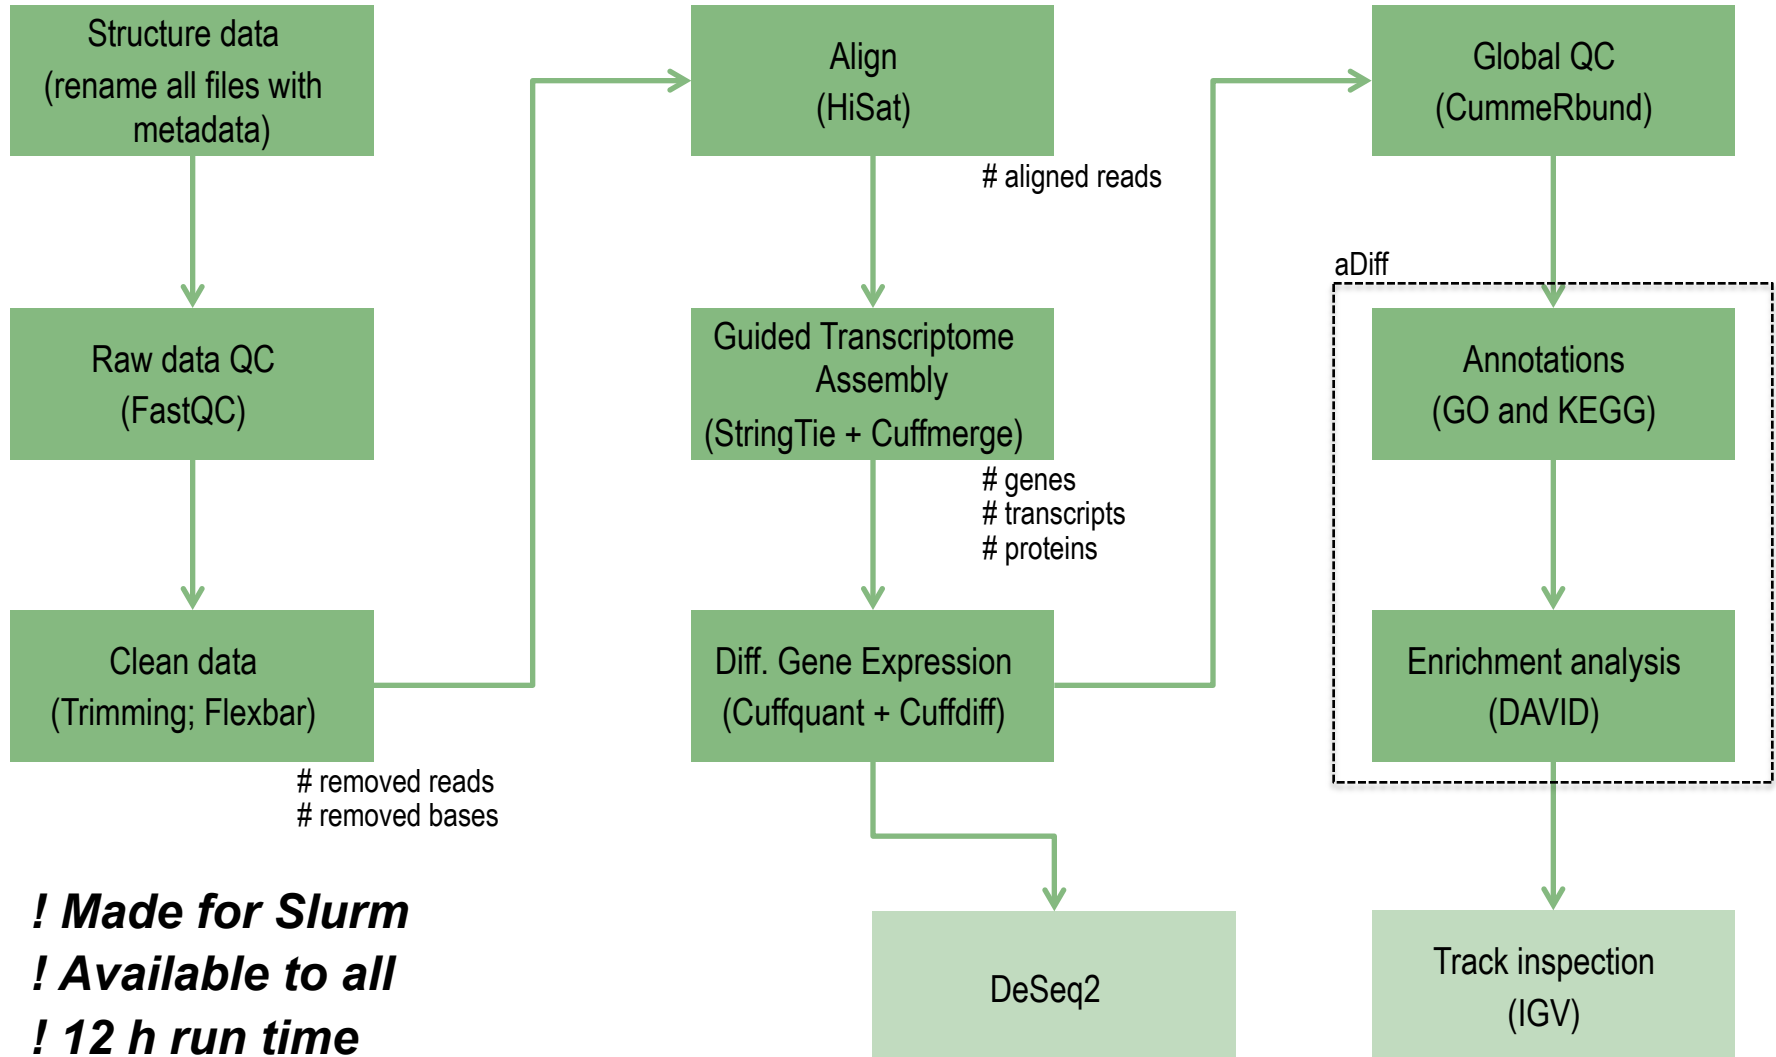 Structure data
(rename all files with
metadata)
Raw data QC
(FastQC)
Clean data
(Trimming; Flexbar)
# removed reads
# removed bases
! Made for Slurm
! Available to all
! 12 h run time
Align
(HiSat)
# aligned reads
Guided Transcriptome
Assembly
(StringTie + Cuffmerge)
# genes
# transcripts
# proteins
Diff. Gene Expression
(Cuffquant + Cuffdiff)
DeSeq2
Global QC
(CummeRbund)
aDiff
Annotations
(GO and KEGG)
Enrichment analysis
(DAVID)
Track inspection
(IGV)